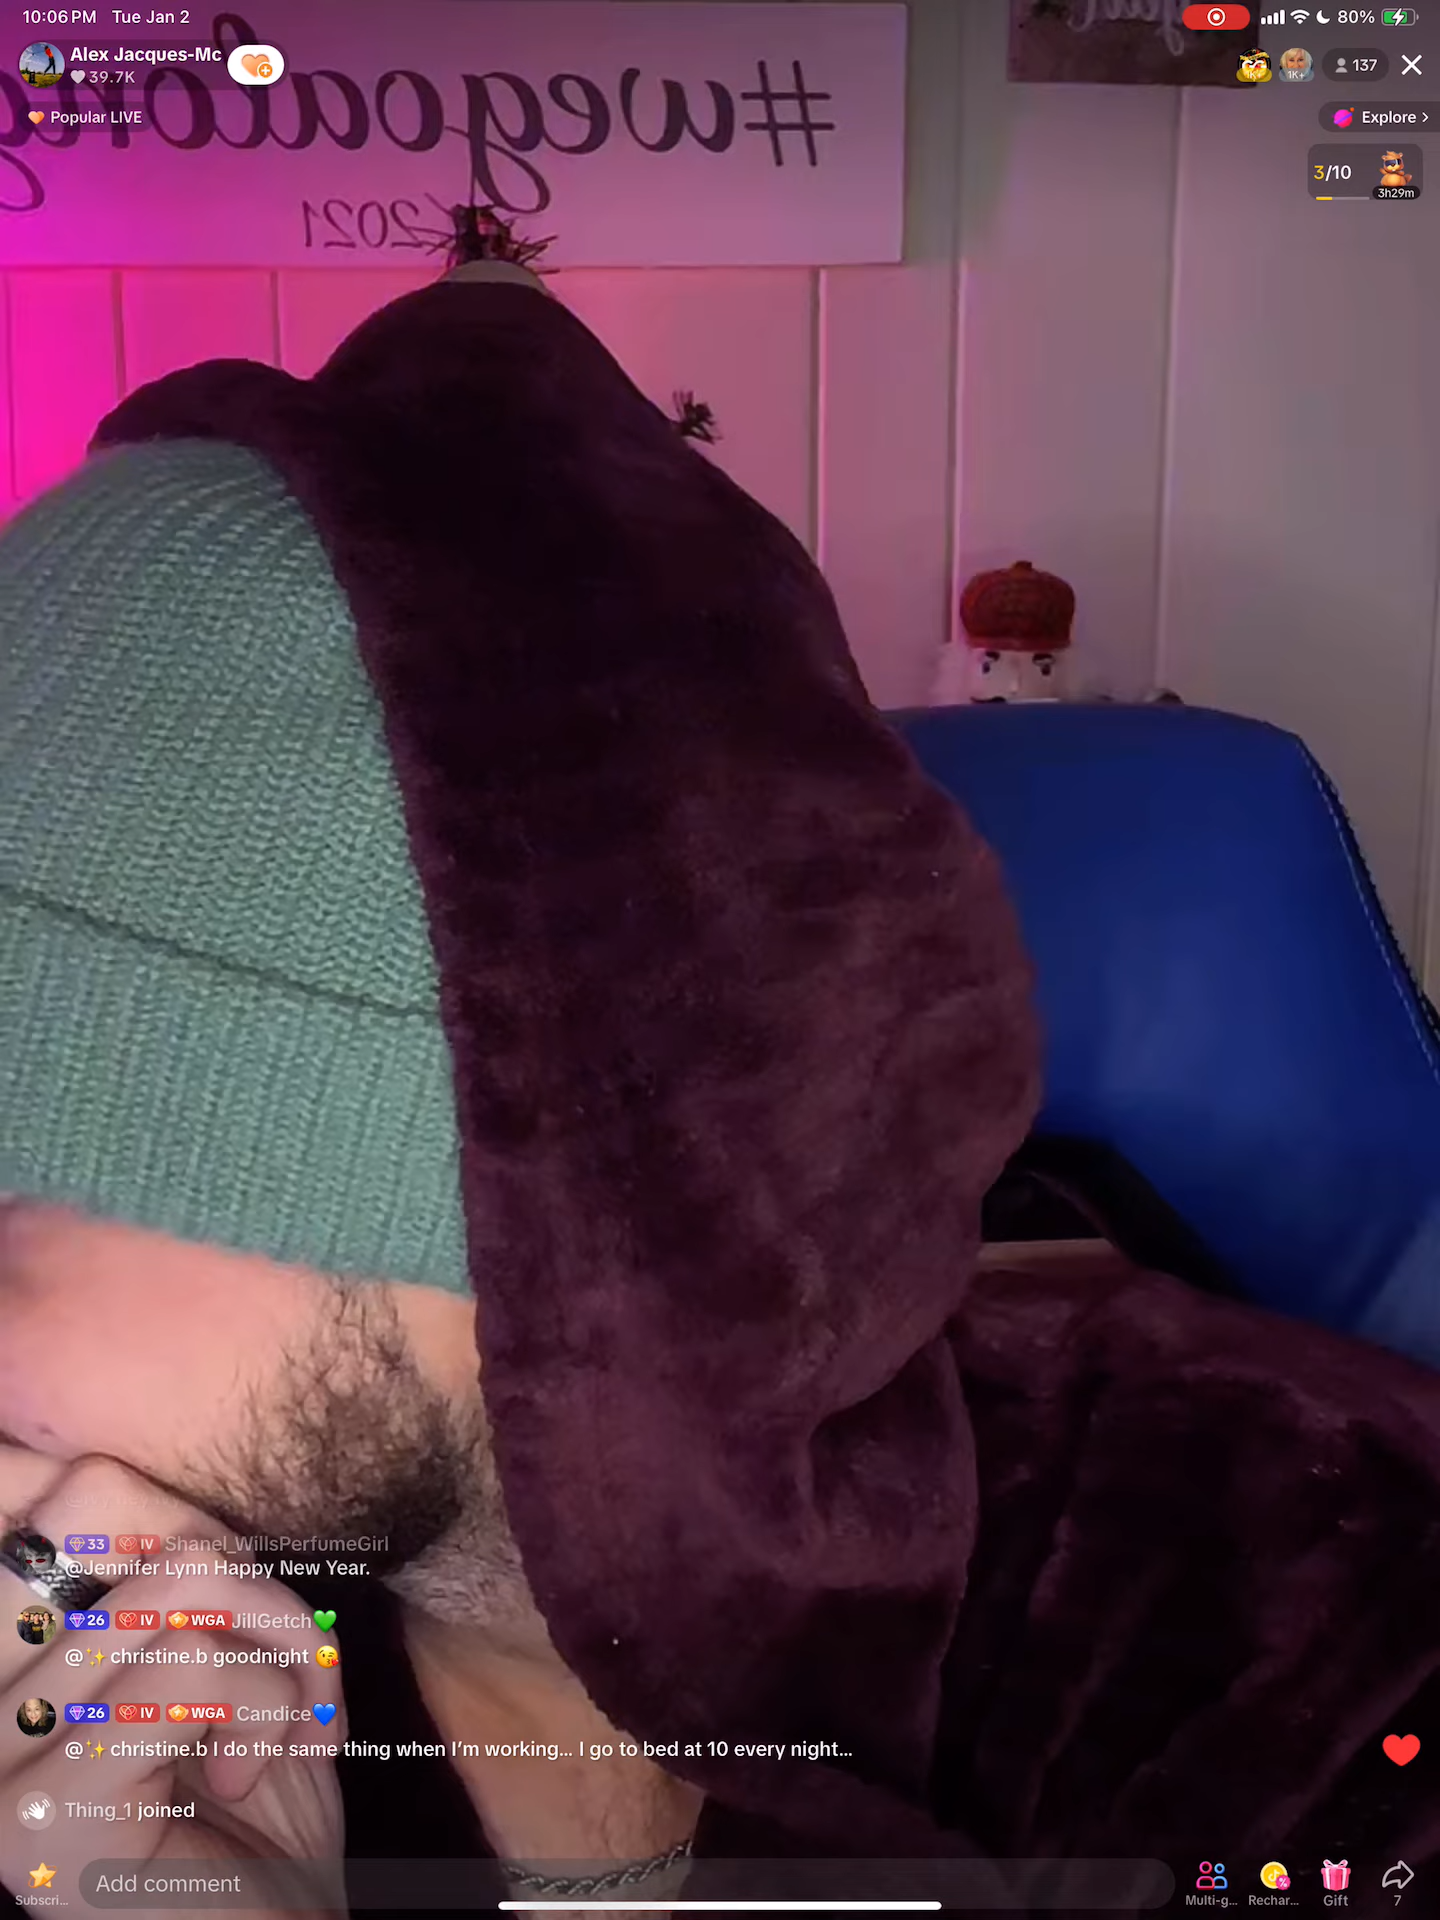 10:06 PM Tue Jan 2
80%
Alex Jacques-Mc
39.7K
1K+
1K+
137
Popular LIVE
Explore >
#wegoatong
2021
3/10
3h29m
33 IV Shanel_WillsPerfumeGirl
@Jennifer Lynn Happy New Year.
26 IV WGA JillGetch💚
@✨christine.b goodnight 😘
26 IV WGA Candice💙
@✨christine.b I do the same thing when I'm working... I go to bed at 10 every night...
Thing_1 joined
Add comment
Subscri...
Multi-g...
Rechar...
Gift
7